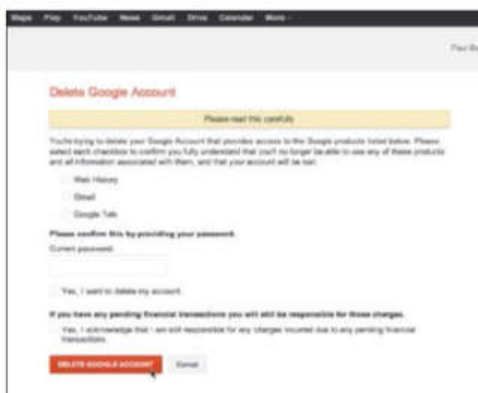 Maps Play YouTube News Gmail Drive Calendar More
Delete Google Account
Please read this carefully
You're trying to delete your Google Account that provides access to the Google products listed below. Please
select each checkbox to confirm you fully understand that you'll no longer be able to use any of these products
and all information associated with them, and that your account will be lost.
Web History
Gmail
Google Talk
Please confirm this by providing your password.
Current password:
Yes, I want to delete my account.
If you have any pending financial transactions you will still be responsible for those charges.
Yes, I acknowledge that I am still responsible for any charges incurred due to any pending financial
transactions.
DELETE GOOGLE ACCOUNT Cancel